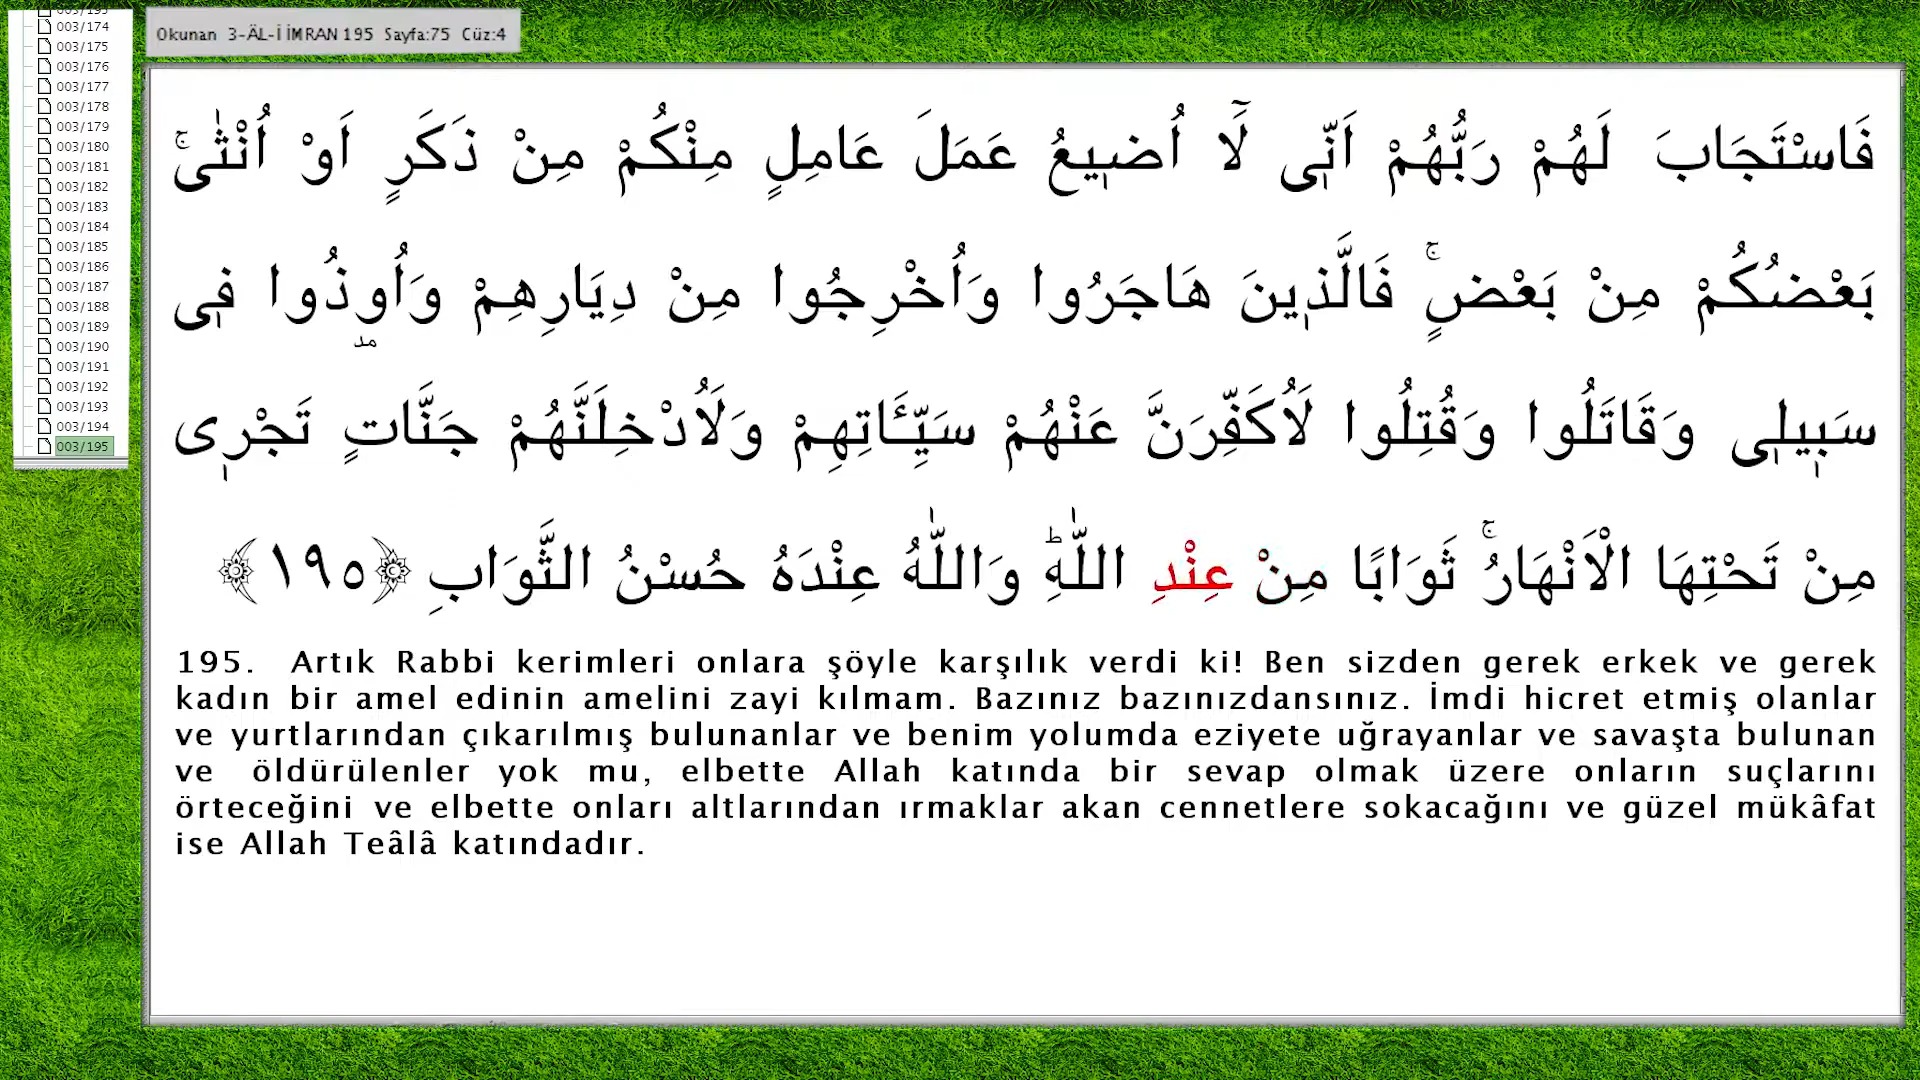 003/193
003/174
003/175
003/176
003/177
003/178
003/179
003/180
003/181
003/182
003/183
003/184
003/185
003/186
003/187
003/188
003/189
003/190
003/191
003/192
003/193
003/194
003/195
Okunan 3-ÂL-İ İMRAN 195 Sayfa:75 Cüz:4
فَاسْتَجَابَ لَهُمْ رَبُّهُمْ اَنّ۪ى لَٓا اُض۪يعُ عَمَلَ عَامِلٍ مِنْكُمْ مِنْ ذَكَرٍ اَوْ اُنْثٰىۚ
بَعْضُكُمْ مِنْ بَعْضٍۚ فَالَّذ۪ينَ هَاجَرُوا وَاُخْرِجُوا مِنْ دِيَارِهِمْ وَاُو۫ذُوا ف۪ى
سَب۪يل۪ى وَقَاتَلُوا وَقُتِلُوا لَاُكَفِّرَنَّ عَنْهُمْ سَيِّـَٔاتِهِمْ وَلَاُدْخِلَنَّهُمْ جَنَّاتٍ تَجْر۪ى
مِنْ تَحْتِهَا الْاَنْهَارُۚ ثَوَابًا مِنْ عِنْدِ اللّٰهِؕ وَاللّٰهُ عِنْدَهُ حُسْنُ الثَّوَابِ ﴿١٩٥﴾
195. Artık Rabbi kerimleri onlara şöyle karşılık verdi ki! Ben sizden gerek erkek ve gerek
kadın bir amel edinin amelini zayi kılmam. Bazınız bazınızdansınız. İmdi hicret etmiş olanlar
ve yurtlarından çıkarılmış bulunanlar ve benim yolumda eziyete uğrayanlar ve savaşta bulunan
ve öldürülenler yok mu, elbette Allah katında bir sevap olmak üzere onların suçlarını
örteceğini ve elbette onları altlarından ırmaklar akan cennetlere sokacağını ve güzel mükâfat
ise Allah Teâlâ katındadır.